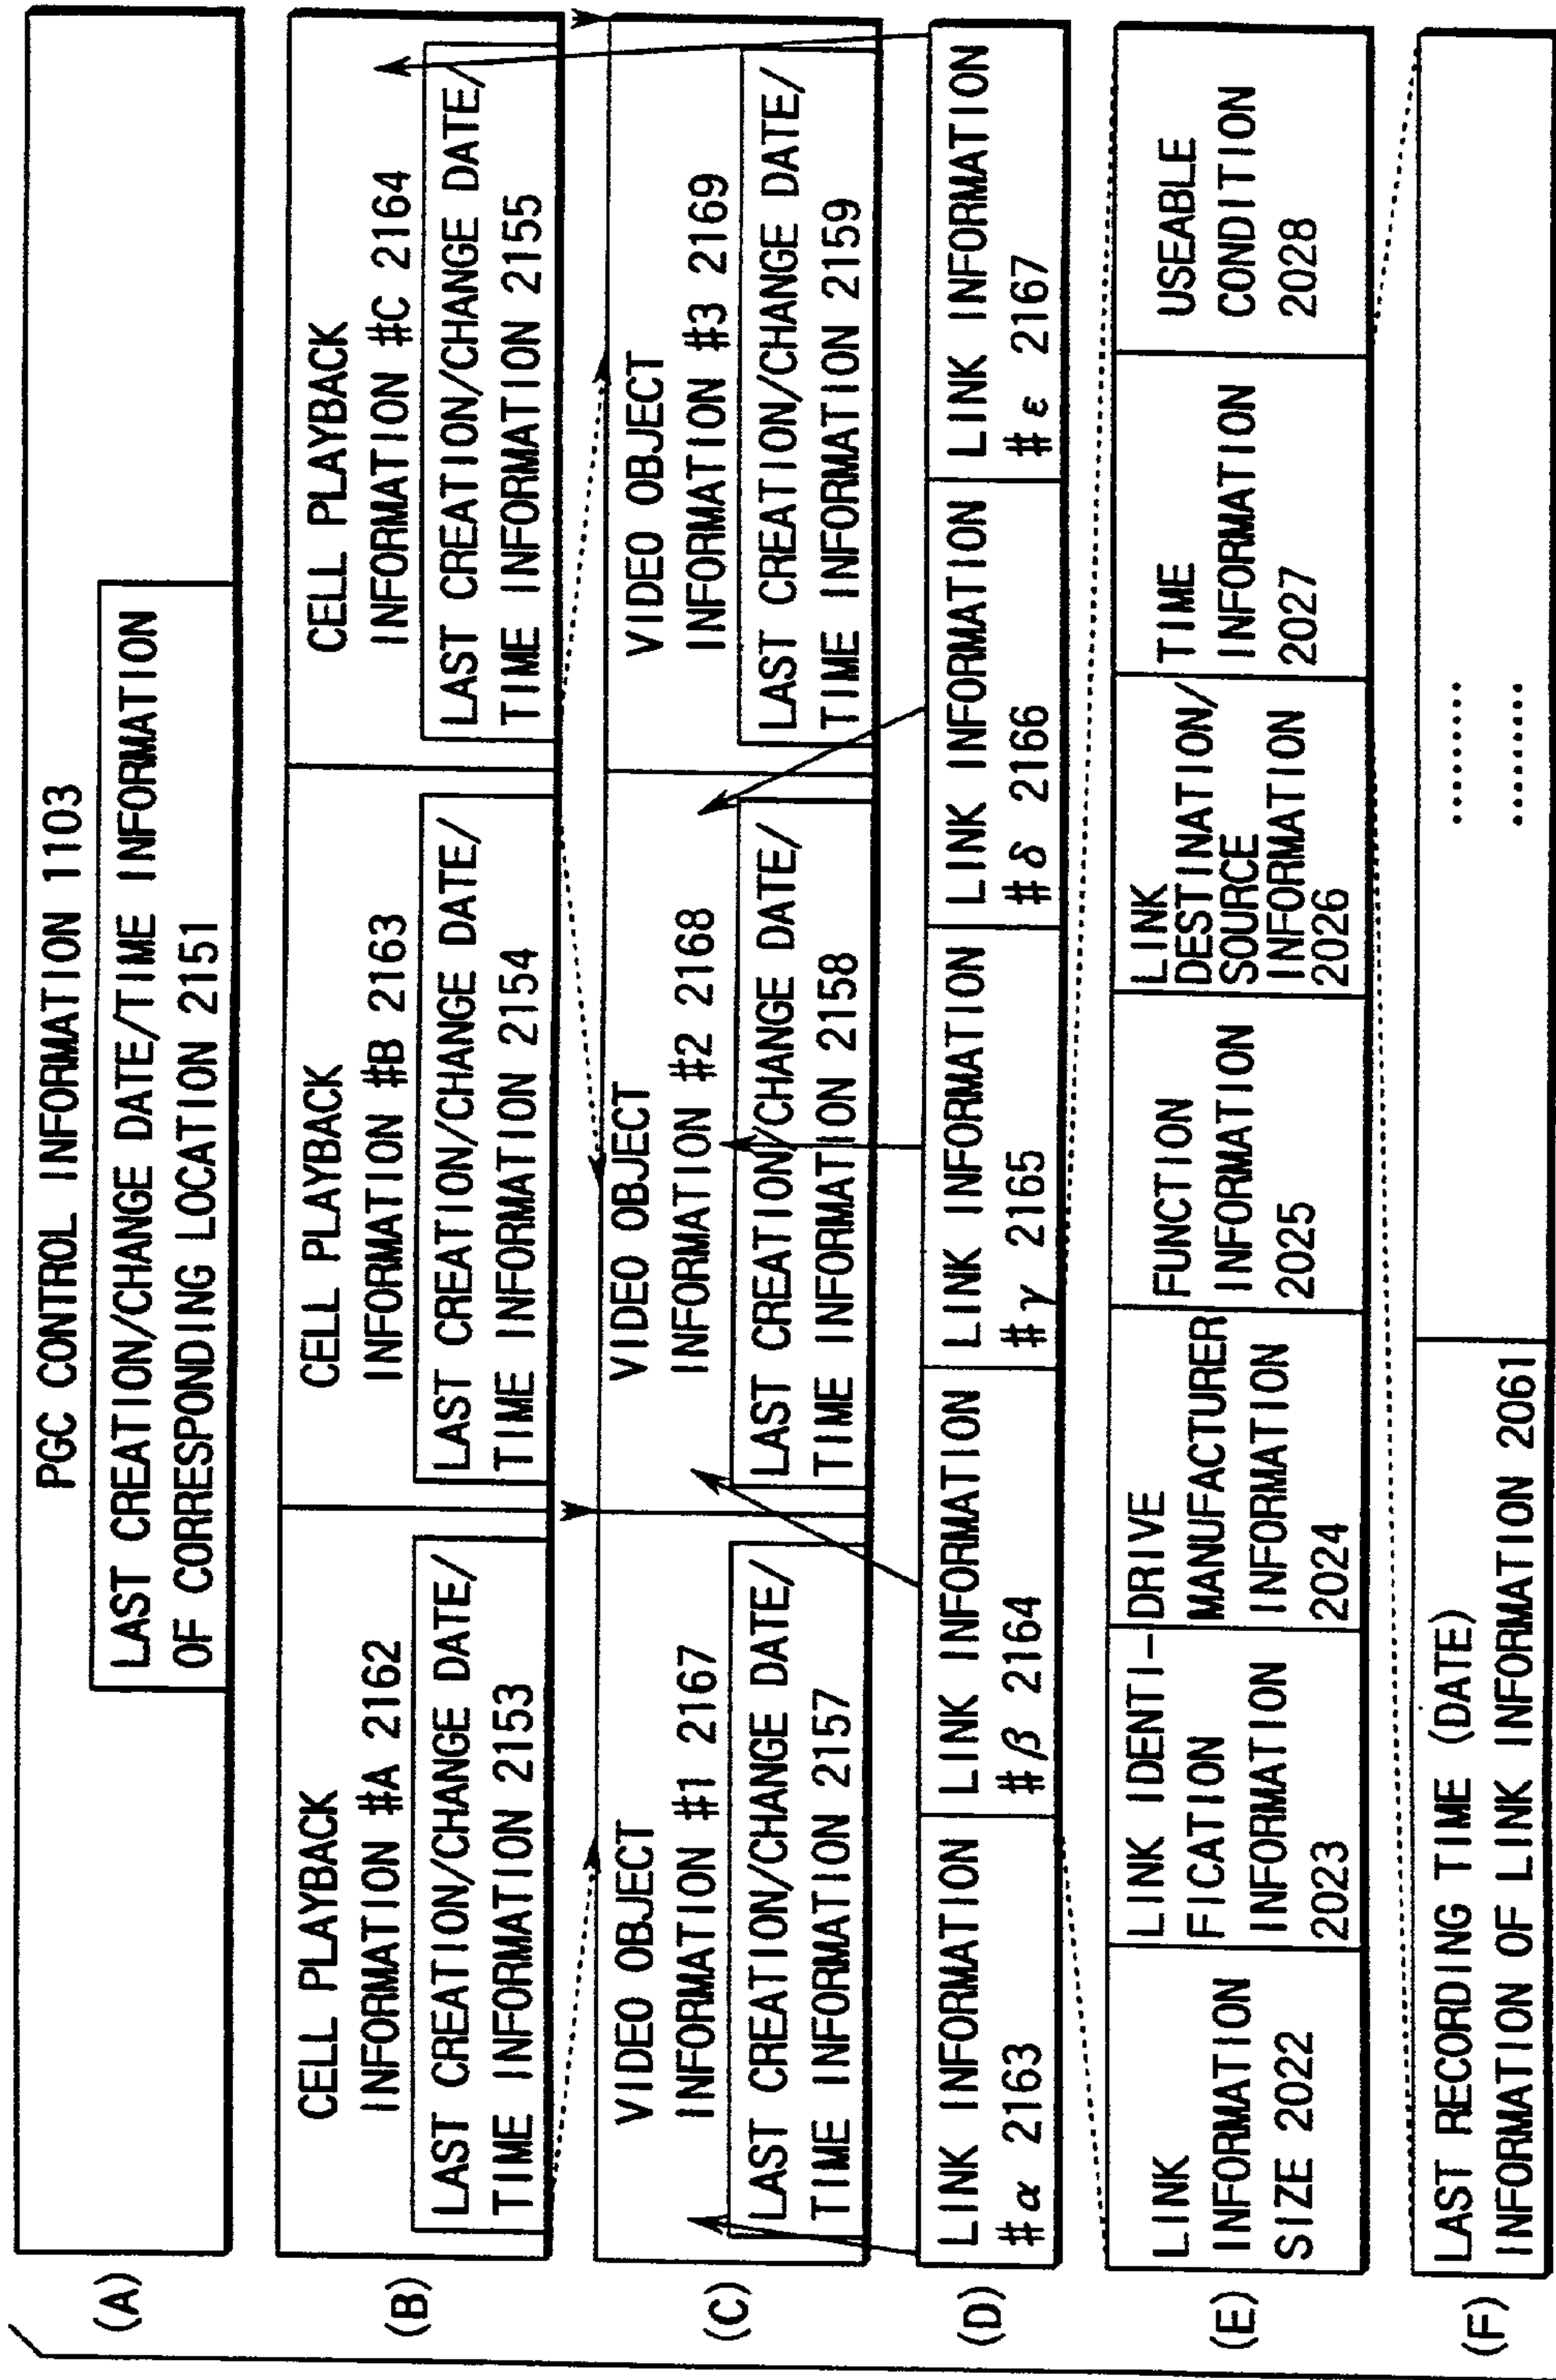 (A)
PGC CONTROL INFORMATION 1103
LAST CREATION/CHANGE DATE/TIME INFORMATION
OF CORRESPONDING LOCATION 2151
(B)
CELL PLAYBACK
INFORMATION #A 2162
LAST CREATION/CHANGE DATE/
TIME INFORMATION 2153
CELL PLAYBACK
INFORMATION #B 2163
LAST CREATION/CHANGE DATE/
TIME INFORMATION 2154
CELL PLAYBACK
INFORMATION #C 2164
LAST CREATION/CHANGE DATE/
TIME INFORMATION 2155
(C)
VIDEO OBJECT
INFORMATION #1 2167
LAST CREATION/CHANGE DATE/
TIME INFORMATION 2157
VIDEO OBJECT
INFORMATION #2 2168
LAST CREATION/CHANGE DATE/
TIME INFORMATION 2158
VIDEO OBJECT
INFORMATION #3 2169
LAST CREATION/CHANGE DATE/
TIME INFORMATION 2159
(D)
LINK INFORMATION
#α 2163
LINK INFORMATION
#β 2164
LINK INFORMATION
#γ 2165
LINK INFORMATION
#δ 2166
LINK INFORMATION
#ε 2167
(E)
LINK
INFORMATION
SIZE 2022
LINK IDENTI-
FICATION
INFORMATION
2023
DRIVE
MANUFACTURER
INFORMATION
2024
FUNCTION
INFORMATION
2025
LINK
DESTINATION/
SOURCE
INFORMATION
2026
TIME
INFORMATION
2027
USEABLE
CONDITION
2028
(F)
LAST RECORDING TIME (DATE)
INFORMATION OF LINK INFORMATION 2061
.........
.........